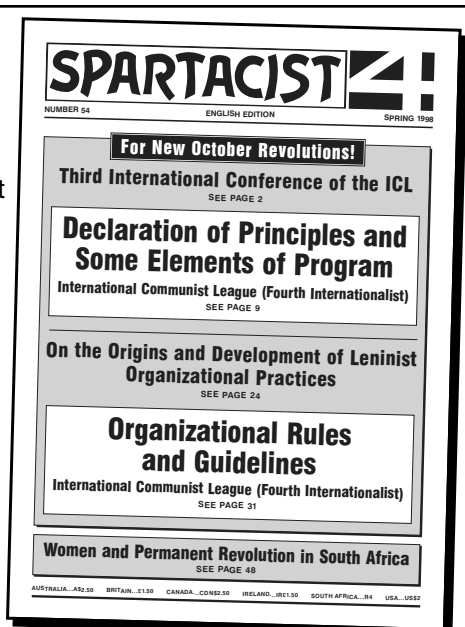 SPARTACIST 4
NUMBER 54 ENGLISH EDITION SPRING 1998
For New October Revolutions!
Third International Conference of the ICL
SEE PAGE 2
Declaration of Principles and
Some Elements of Program
International Communist League (Fourth Internationalist)
SEE PAGE 9
On the Origins and Development of Leninist
Organizational Practices
SEE PAGE 24
Organizational Rules
and Guidelines
International Communist League (Fourth Internationalist)
SEE PAGE 31
Women and Permanent Revolution in South Africa
SEE PAGE 48
AUSTRALIA...A$2.50 BRITAIN...£1.50 CANADA...CDN$2.50 IRELAND...IR£1.50 SOUTH AFRICA...R4 USA...US$2